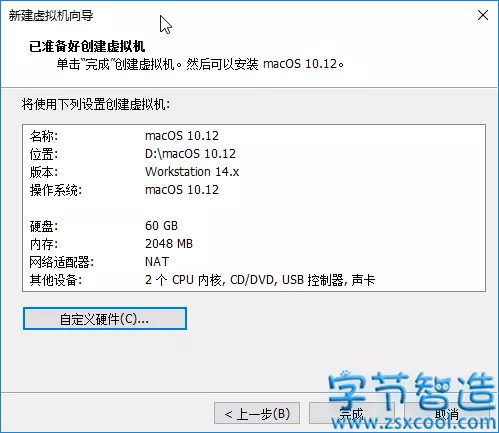 新建虚拟机向导
已准备好创建虚拟机
单击“完成”创建虚拟机。然后可以安装 macOS 10.12。
将使用下列设置创建虚拟机:
名称: macOS 10.12
位置: D:\macOS 10.12
版本: Workstation 14.x
操作系统: macOS 10.12
硬盘: 60 GB
内存: 2048 MB
网络适配器: NAT
其他设备: 2 个 CPU 内核, CD/DVD, USB 控制器, 声卡
自定义硬件(C)...
< 上一步(B) 完成 取消
字节智造
www.zsxcool.com